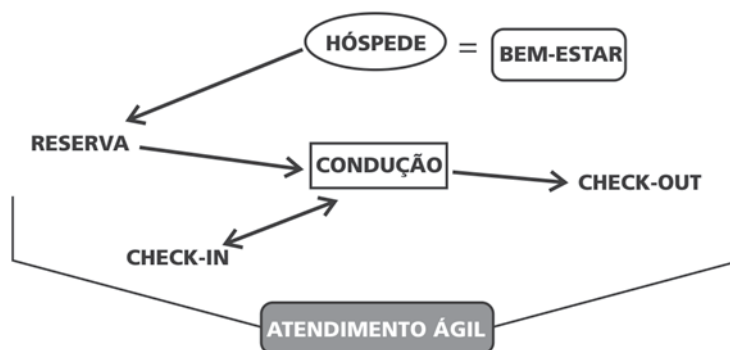 HÓSPEDE = BEM-ESTAR
RESERVA
CONDUÇÃO
CHECK-OUT
CHECK-IN
ATENDIMENTO ÁGIL